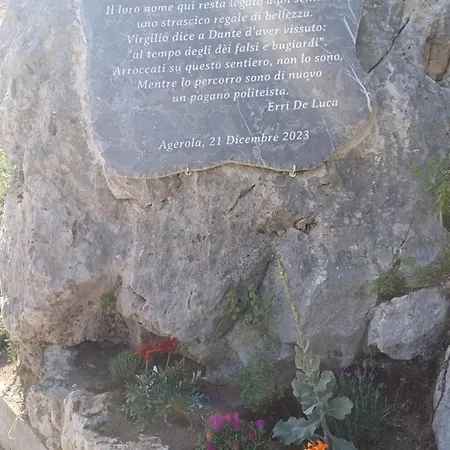 Il loro nome qui resta legato a un senti
uno strascico regale di bellezza.
Virgilio dice a Dante d'aver vissuto:
"al tempo degli dèi falsi e bugiardi".
Arroccati su questo sentiero, non lo sono,
Mentre lo percorro sono di nuovo
un pagano politeista.
Erri De Luca
Agerola, 21 Dicembre 2023